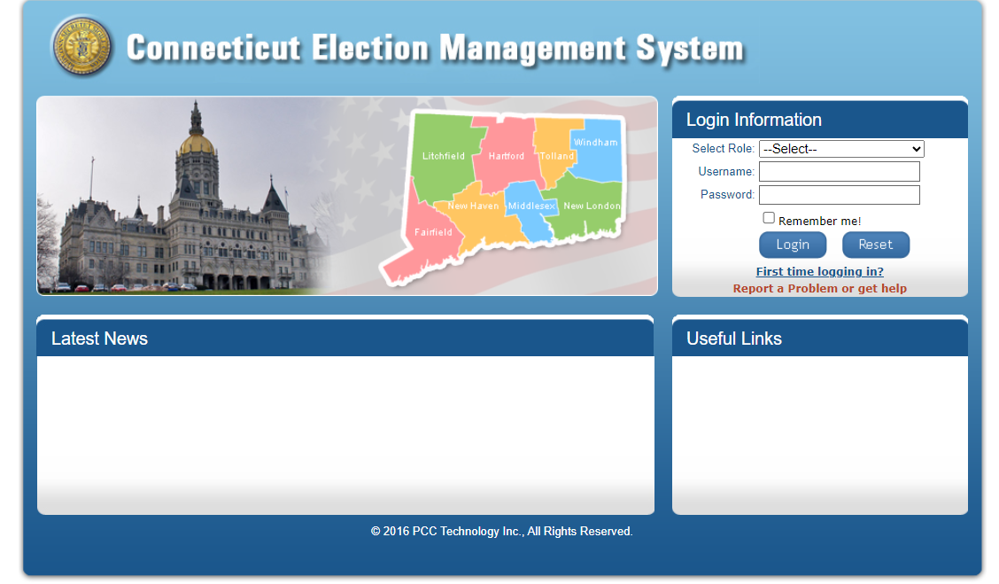 Connecticut Election Management System
Litchfield
Hartford
Tolland
Windham
New Haven
Middlesex
New London
Fairfield
Login Information
Select Role: --Select--
Username:
Password:
Remember me!
Login Reset
First time logging in?
Report a Problem or get help
Latest News
Useful Links
© 2016 PCC Technology Inc., All Rights Reserved.